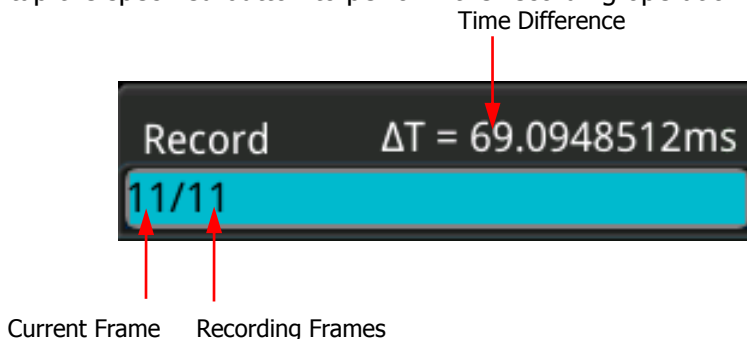 Time Difference
Record ΔT = 69.0948512ms
11/11
Current Frame Recording Frames